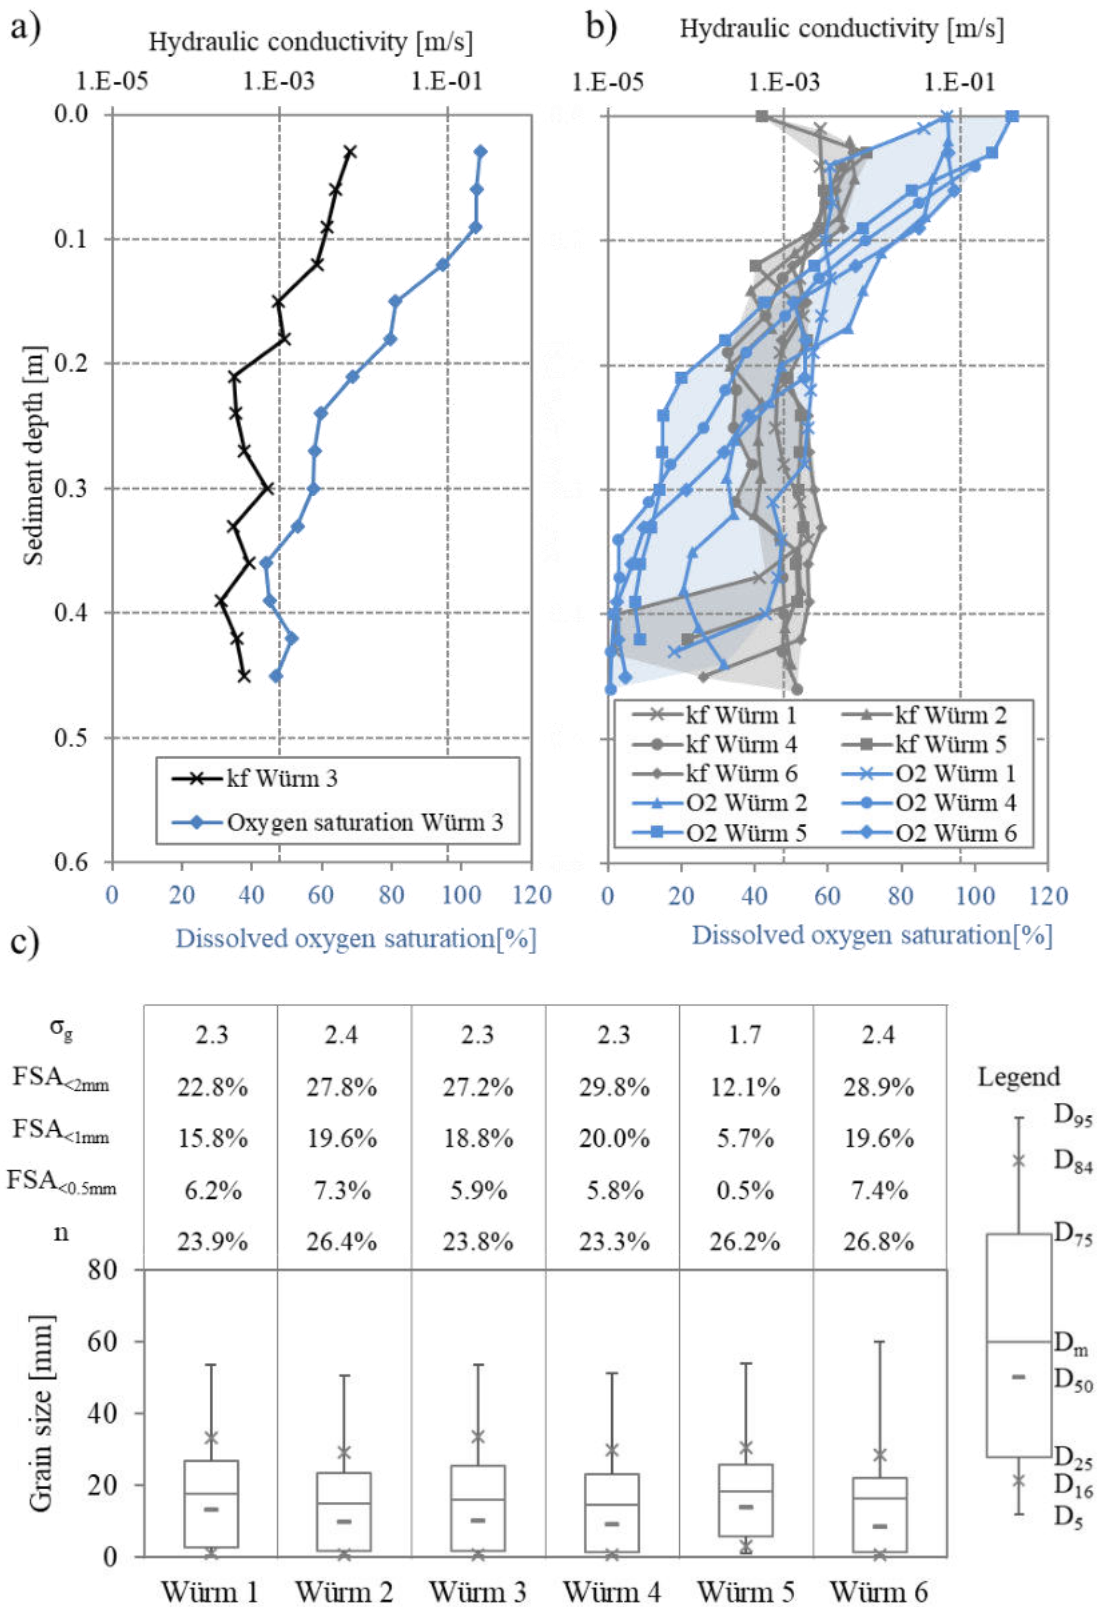 a)
Hydraulic conductivity [m/s]
1.E-05 1.E-03 1.E-01
0.0
0.1
0.2
0.3
0.4
0.5
0.6
Sediment depth [m]
kf Würm 3
Oxygen saturation Würm 3
0 20 40 60 80 100 120
Dissolved oxygen saturation[%]
b)
Hydraulic conductivity [m/s]
1.E-05 1.E-03 1.E-01
kf Würm 1 kf Würm 2
kf Würm 4 kf Würm 5
kf Würm 6 O2 Würm 1
O2 Würm 2 O2 Würm 4
O2 Würm 5 O2 Würm 6
0 20 40 60 80 100 120
Dissolved oxygen saturation[%]
c)
σg 2.3 2.4 2.3 2.3 1.7 2.4
FSA<2mm 22.8% 27.8% 27.2% 29.8% 12.1% 28.9%
FSA<1mm 15.8% 19.6% 18.8% 20.0% 5.7% 19.6%
FSA<0.5mm 6.2% 7.3% 5.9% 5.8% 0.5% 7.4%
n 23.9% 26.4% 23.8% 23.3% 26.2% 26.8%
80
60
40
20
0
Grain size [mm]
Würm 1 Würm 2 Würm 3 Würm 4 Würm 5 Würm 6
Legend
D95
D84
D75
Dm
D50
D25
D16
D5